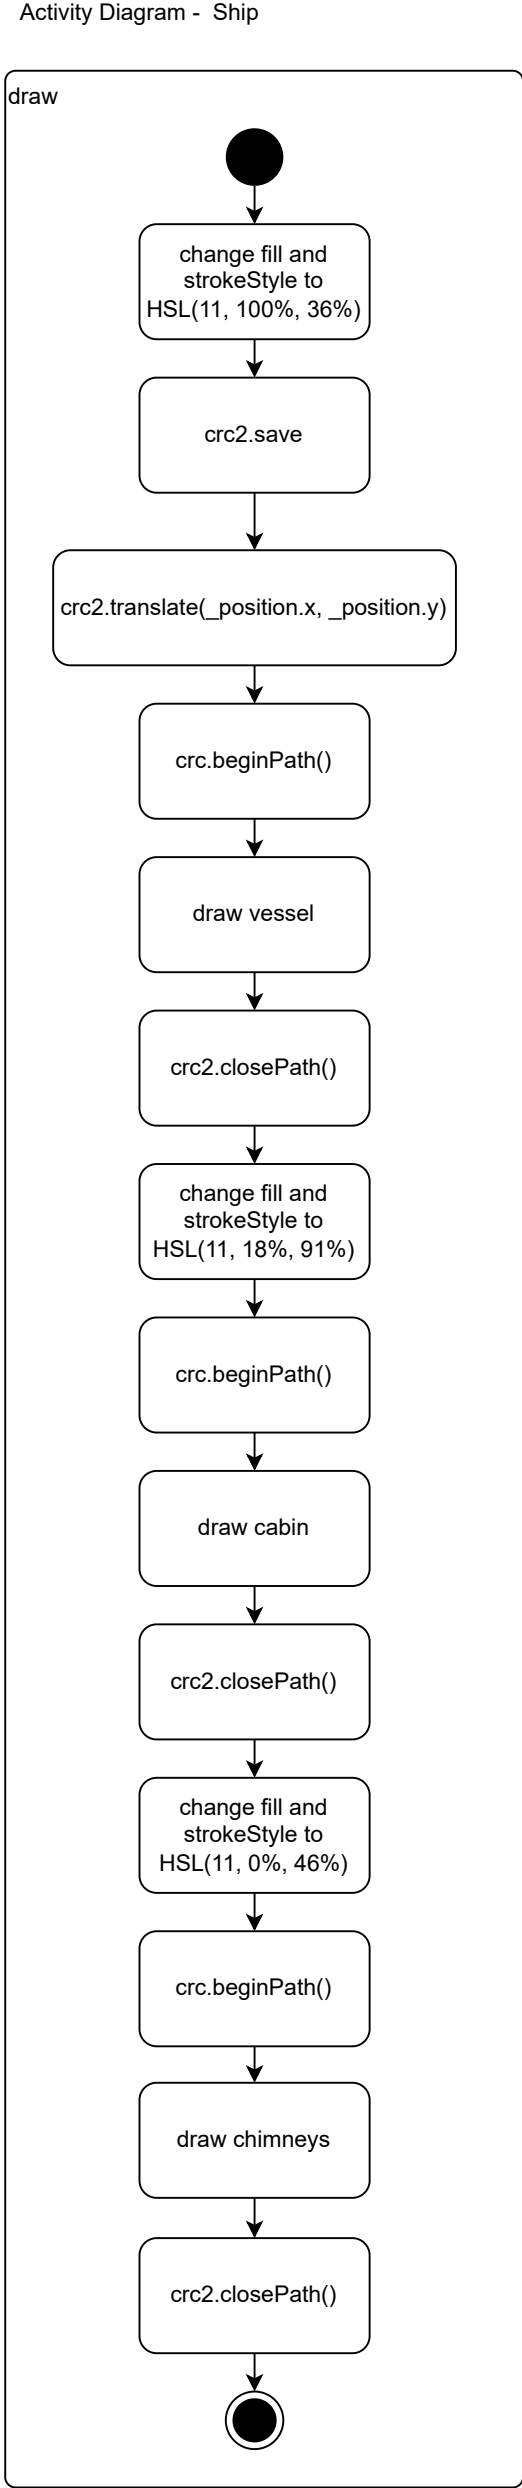 Activity Diagram -  Ship
draw
change fill and
strokeStyle to
HSL(11, 100%, 36%)
crc2.save
crc2.translate(_position.x, _position.y)
crc.beginPath()
draw vessel
crc2.closePath()
change fill and
strokeStyle to
HSL(11, 18%, 91%)
crc.beginPath()
draw cabin
crc2.closePath()
change fill and
strokeStyle to
HSL(11, 0%, 46%)
crc.beginPath()
draw chimneys
crc2.closePath()